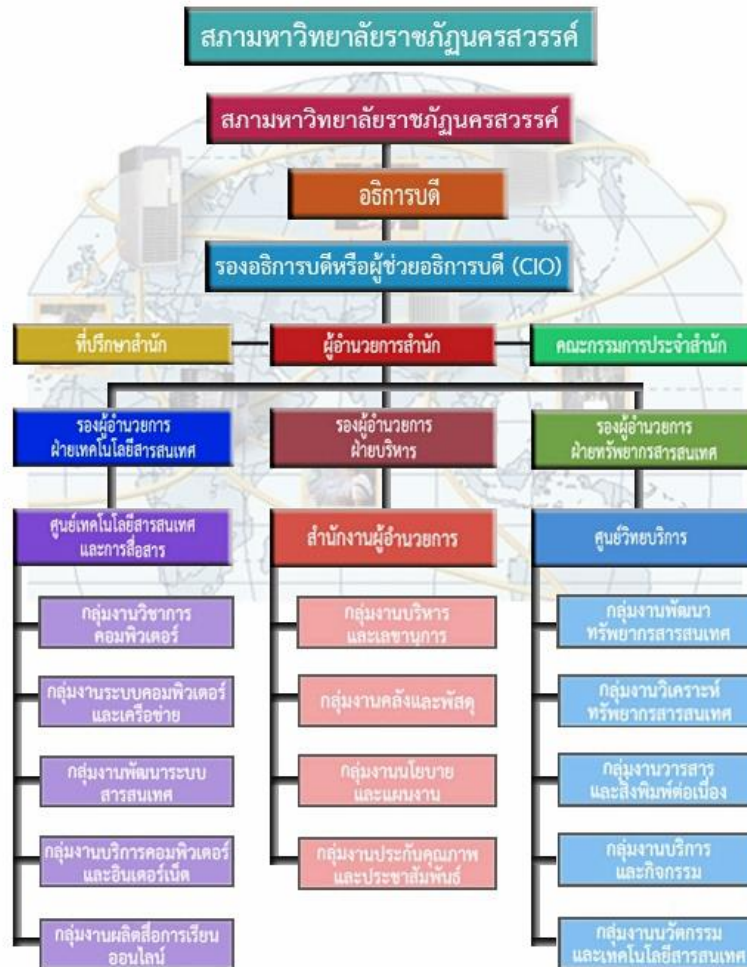 สภามหาวิทยาลัยราชภัฏนครสวรรค์
สภามหาวิทยาลัยราชภัฏนครสวรรค์
อธิการบดี
รองอธิการบดีหรือผู้ช่วยอธิการบดี (CIO)
ที่ปรึกษาสำนัก
ผู้อำนวยการสำนัก
คณะกรรมการประจำสำนัก
รองผู้อำนวยการ
ฝ่ายเทคโนโลยีสารสนเทศ
รองผู้อำนวยการ
ฝ่ายบริหาร
รองผู้อำนวยการ
ฝ่ายทรัพยากรสารสนเทศ
ศูนย์เทคโนโลยีสารสนเทศ
และการสื่อสาร
สำนักงานผู้อำนวยการ
ศูนย์วิทยบริการ
กลุ่มงานวิชาการ
คอมพิวเตอร์
กลุ่มงานระบบคอมพิวเตอร์
และเครือข่าย
กลุ่มงานพัฒนาระบบ
สารสนเทศ
กลุ่มงานบริการคอมพิวเตอร์
และอินเตอร์เน็ต
กลุ่มงานผลิตสื่อการเรียน
ออนไลน์
กลุ่มงานบริหาร
และเลขานุการ
กลุ่มงานคลังและพัสดุ
กลุ่มงานนโยบาย
และแผนงาน
กลุ่มงานประกันคุณภาพ
และประชาสัมพันธ์
กลุ่มงานพัฒนา
ทรัพยากรสารสนเทศ
กลุ่มงานวิเคราะห์
ทรัพยากรสารสนเทศ
กลุ่มงานวารสาร
และสิ่งพิมพ์ต่อเนื่อง
กลุ่มงานบริการ
และกิจกรรม
กลุ่มงานนวัตกรรม
และเทคโนโลยีสารสนเทศ